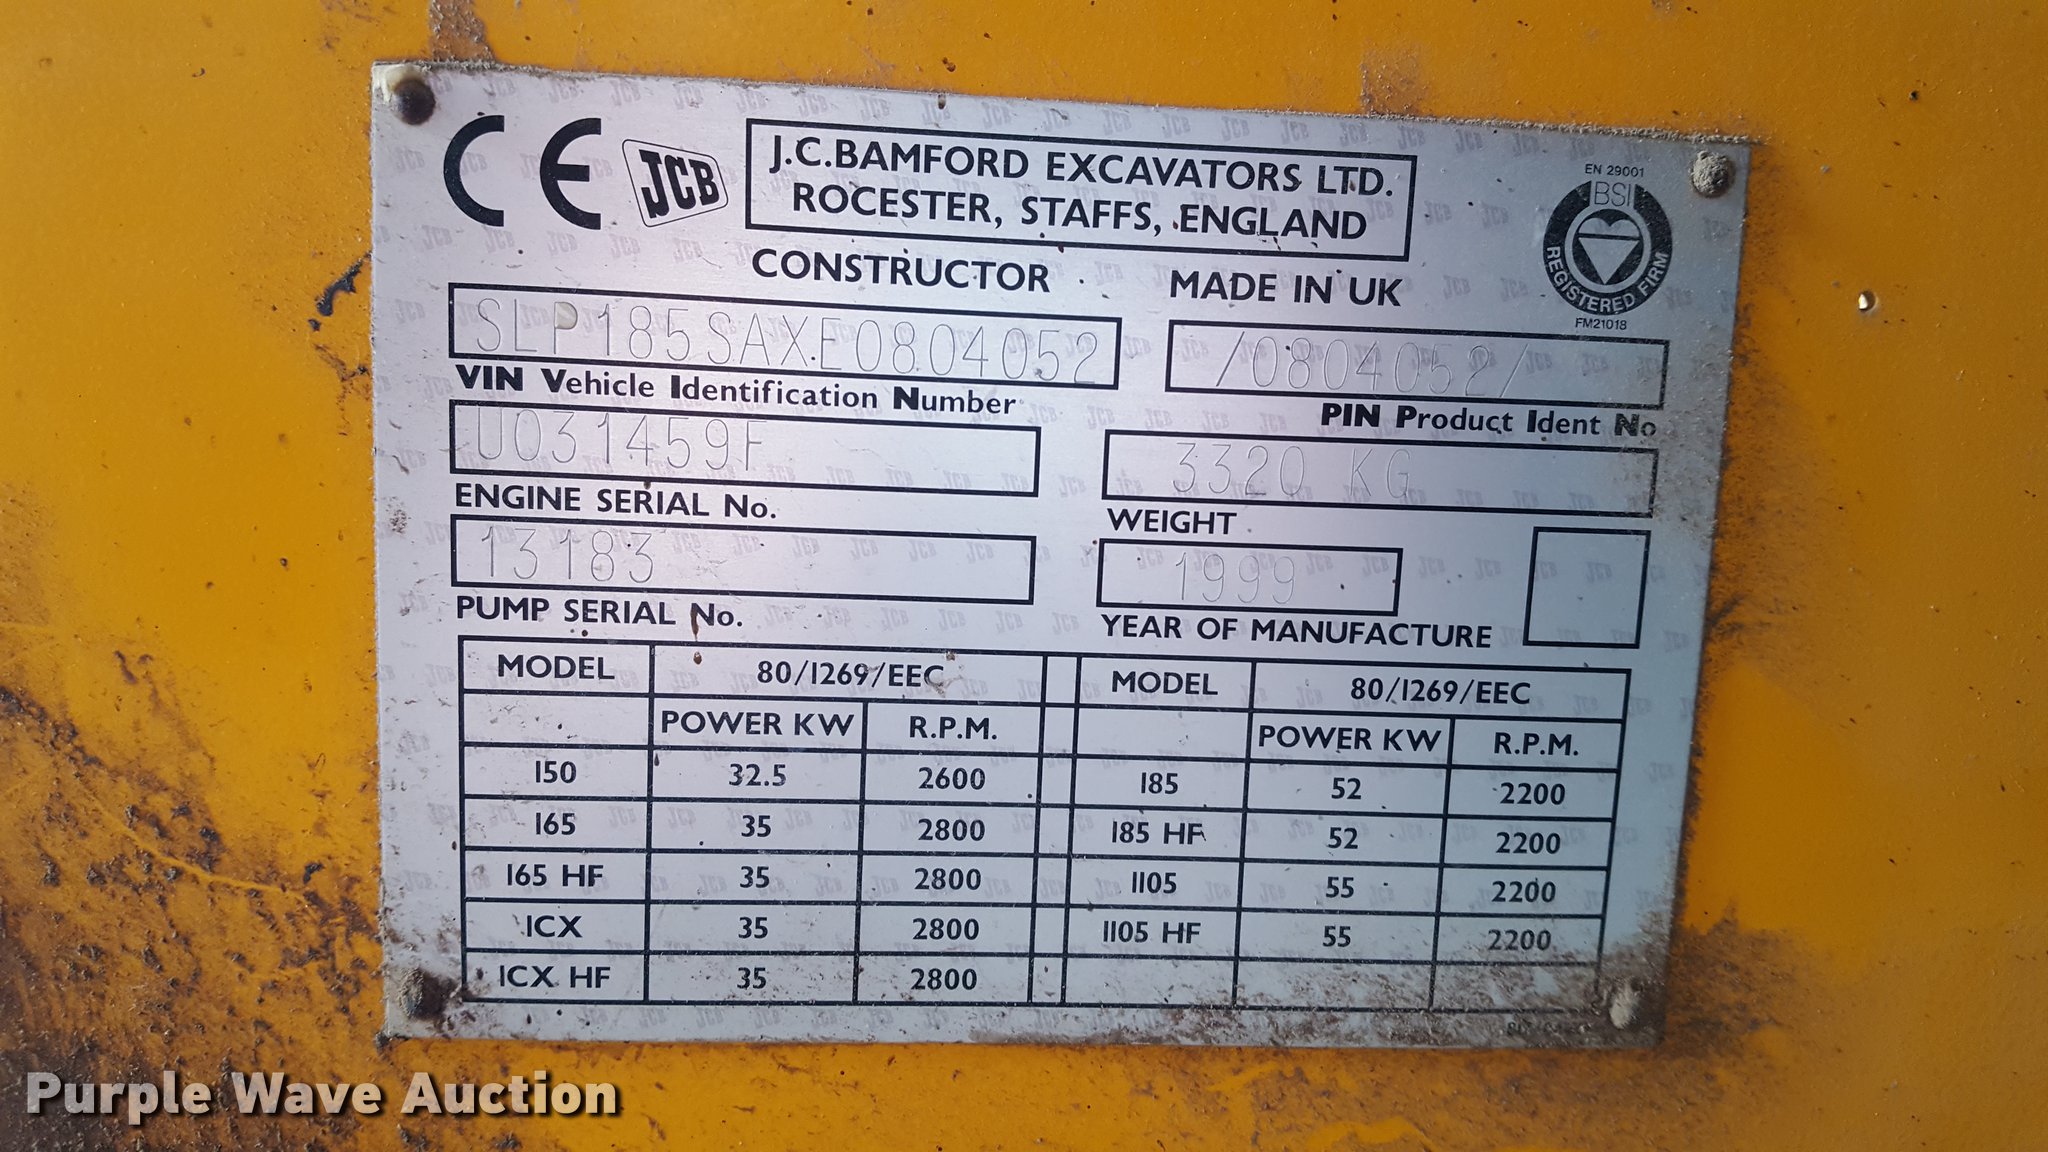 CE JCB
J.C.BAMFORD EXCAVATORS LTD.
ROCESTER, STAFFS, ENGLAND
EN 29001
BSI
REGISTERED FIRM
FM21018
CONSTRUCTOR MADE IN UK
SLP185SAXE0804052 /0804052/
VIN Vehicle Identification Number PIN Product Ident No
U031459F 3320 KG
ENGINE SERIAL No. WEIGHT
13183 1999
PUMP SERIAL No. YEAR OF MANUFACTURE
MODEL 80/1269/EEC MODEL 80/1269/EEC
POWER KW R.P.M. POWER KW R.P.M.
150 32.5 2600 185 52 2200
165 35 2800 185 HF 52 2200
165 HF 35 2800 1105 55 2200
1CX 35 2800 1105 HF 55 2200
1CX HF 35 2800
Purple Wave Auction